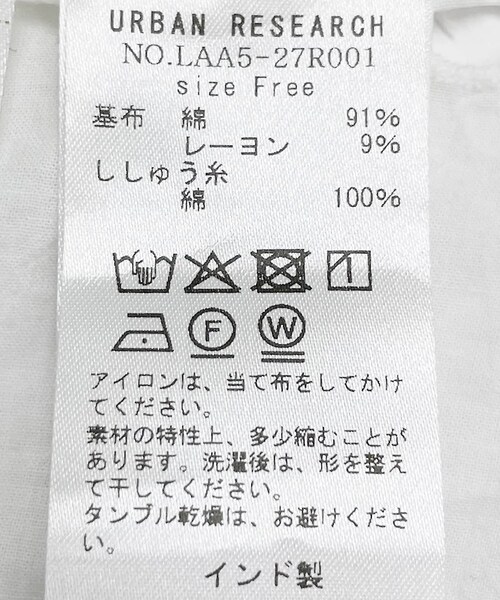 URBAN RESEARCH
NO.LAA5-27R001
size Free
基布 綿 91%
レーヨン 9%
ししゅう糸
綿 100%
F W
アイロンは、当て布をしてかけ
てください。
素材の特性上、多少縮むことが
あります。洗濯後は、形を整え
て干してください。
タンブル乾燥は、お避けくださ
い。
インド製